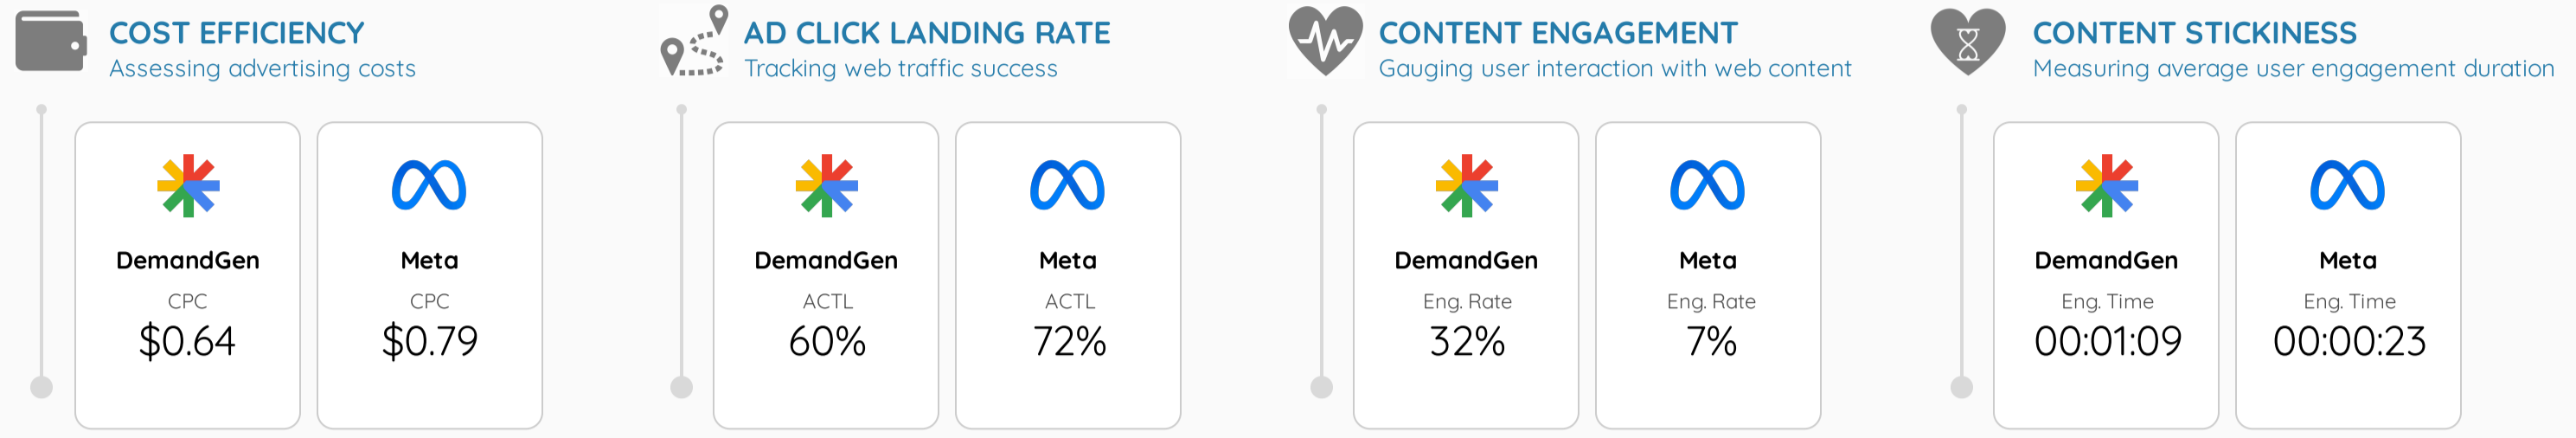 COST EFFICIENCY
Assessing advertising costs
DemandGen
CPC
$0.64
Meta
CPC
$0.79
AD CLICK LANDING RATE
Tracking web traffic success
DemandGen
ACTL
60%
Meta
ACTL
72%
CONTENT ENGAGEMENT
Gauging user interaction with web content
DemandGen
Eng. Rate
32%
Meta
Eng. Rate
7%
CONTENT STICKINESS
Measuring average user engagement duration
DemandGen
Eng. Time
00:01:09
Meta
Eng. Time
00:00:23